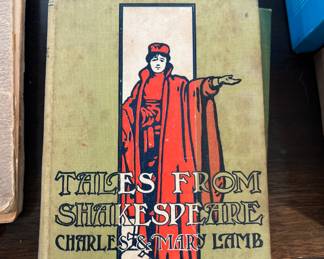 TALES FROM
SHAKESPEARE
CHARLES & MARY LAMB